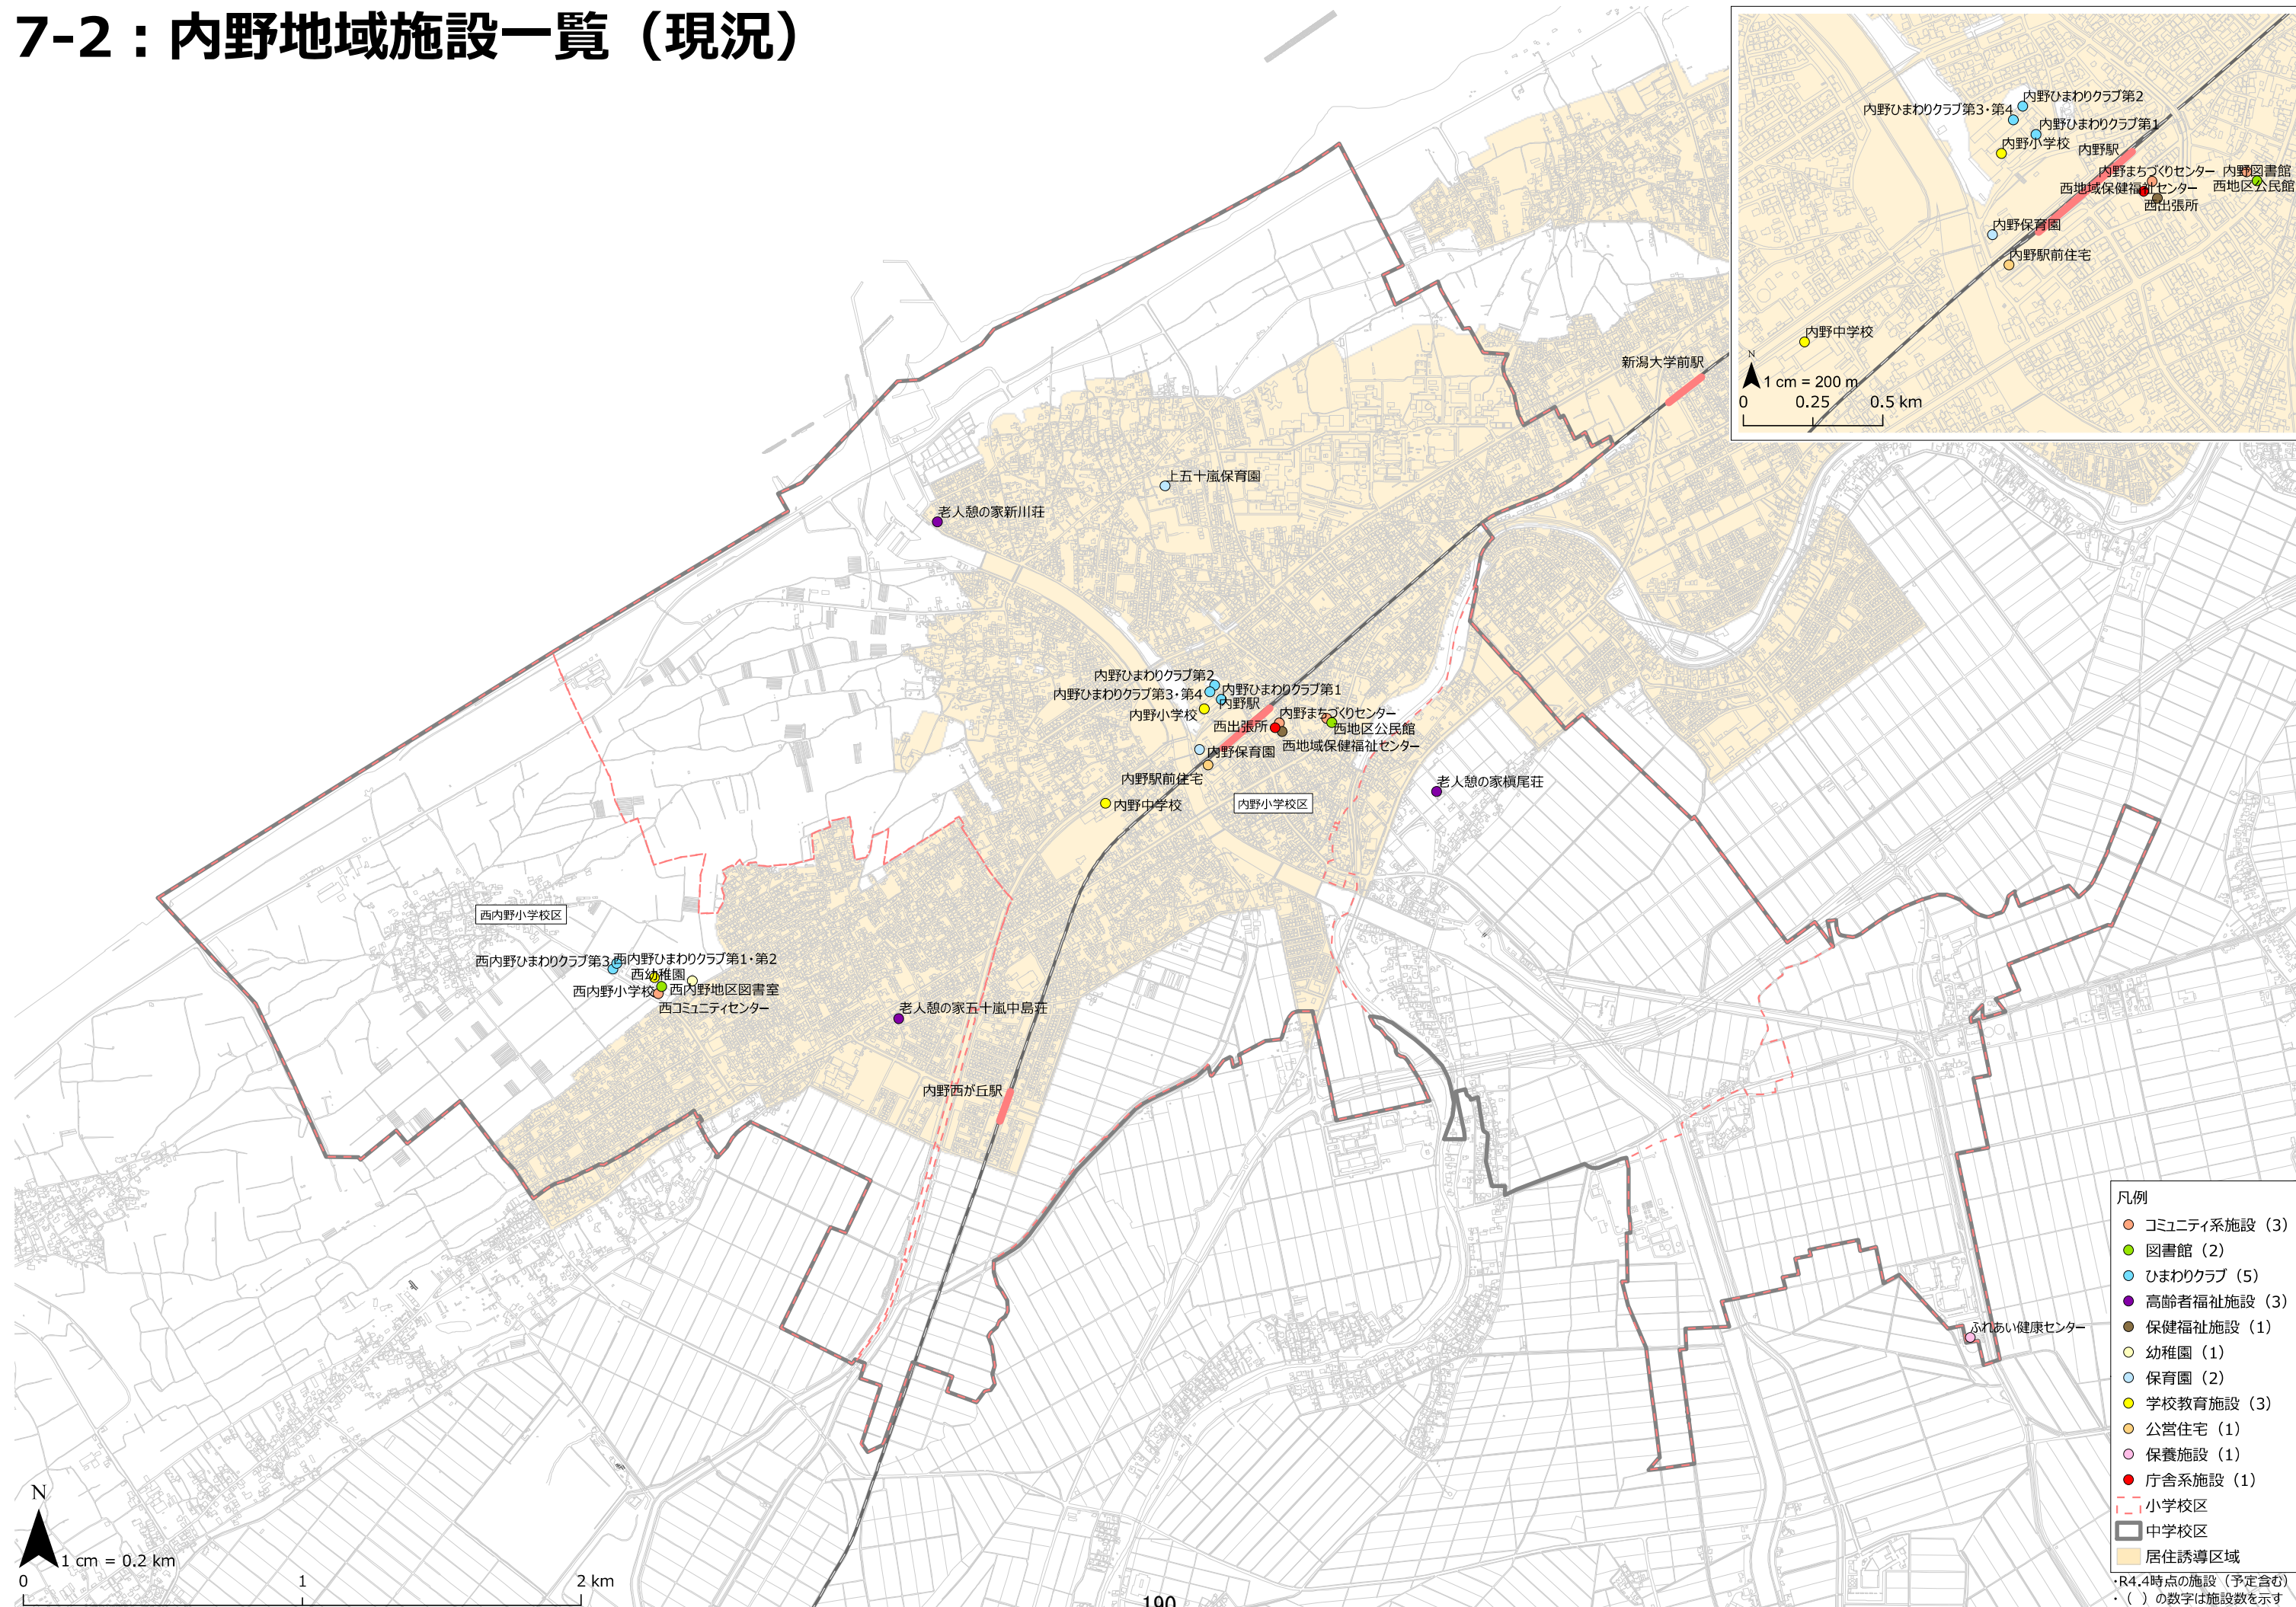 7-2：内野地域施設一覧（現況）
内野ひまわりクラブ第2
内野ひまわりクラブ第3・第4
内野ひまわりクラブ第1
内野小学校
内野駅
内野まちづくりセンター
内野図書館
西地域保健福祉センター
西地区公民館
西出張所
内野保育園
内野駅前住宅
内野中学校
N
1 cm = 200 m
0 0.25 0.5 km
新潟大学前駅
上五十嵐保育園
老人憩の家新川荘
内野ひまわりクラブ第2
内野ひまわりクラブ第3・第4
内野ひまわりクラブ第1
内野駅
内野小学校
内野まちづくりセンター
西出張所
西地区公民館
西地域保健福祉センター
内野保育園
内野駅前住宅
老人憩の家槇尾荘
内野中学校
内野小学校区
西内野小学校区
西内野ひまわりクラブ第3
西内野ひまわりクラブ第1・第2
西幼稚園
西内野小学校
西内野地区図書室
西コミュニティセンター
老人憩の家五十嵐中島荘
内野西が丘駅
ふれあい健康センター
凡例
コミュニティ系施設（3）
図書館（2）
ひまわりクラブ（5）
高齢者福祉施設（3）
保健福祉施設（1）
幼稚園（1）
保育園（2）
学校教育施設（3）
公営住宅（1）
保養施設（1）
庁舎系施設（1）
小学校区
中学校区
居住誘導区域
・R4.4時点の施設（予定含む）
・（　）の数字は施設数を示す
N
1 cm = 0.2 km
0 1 2 km
190